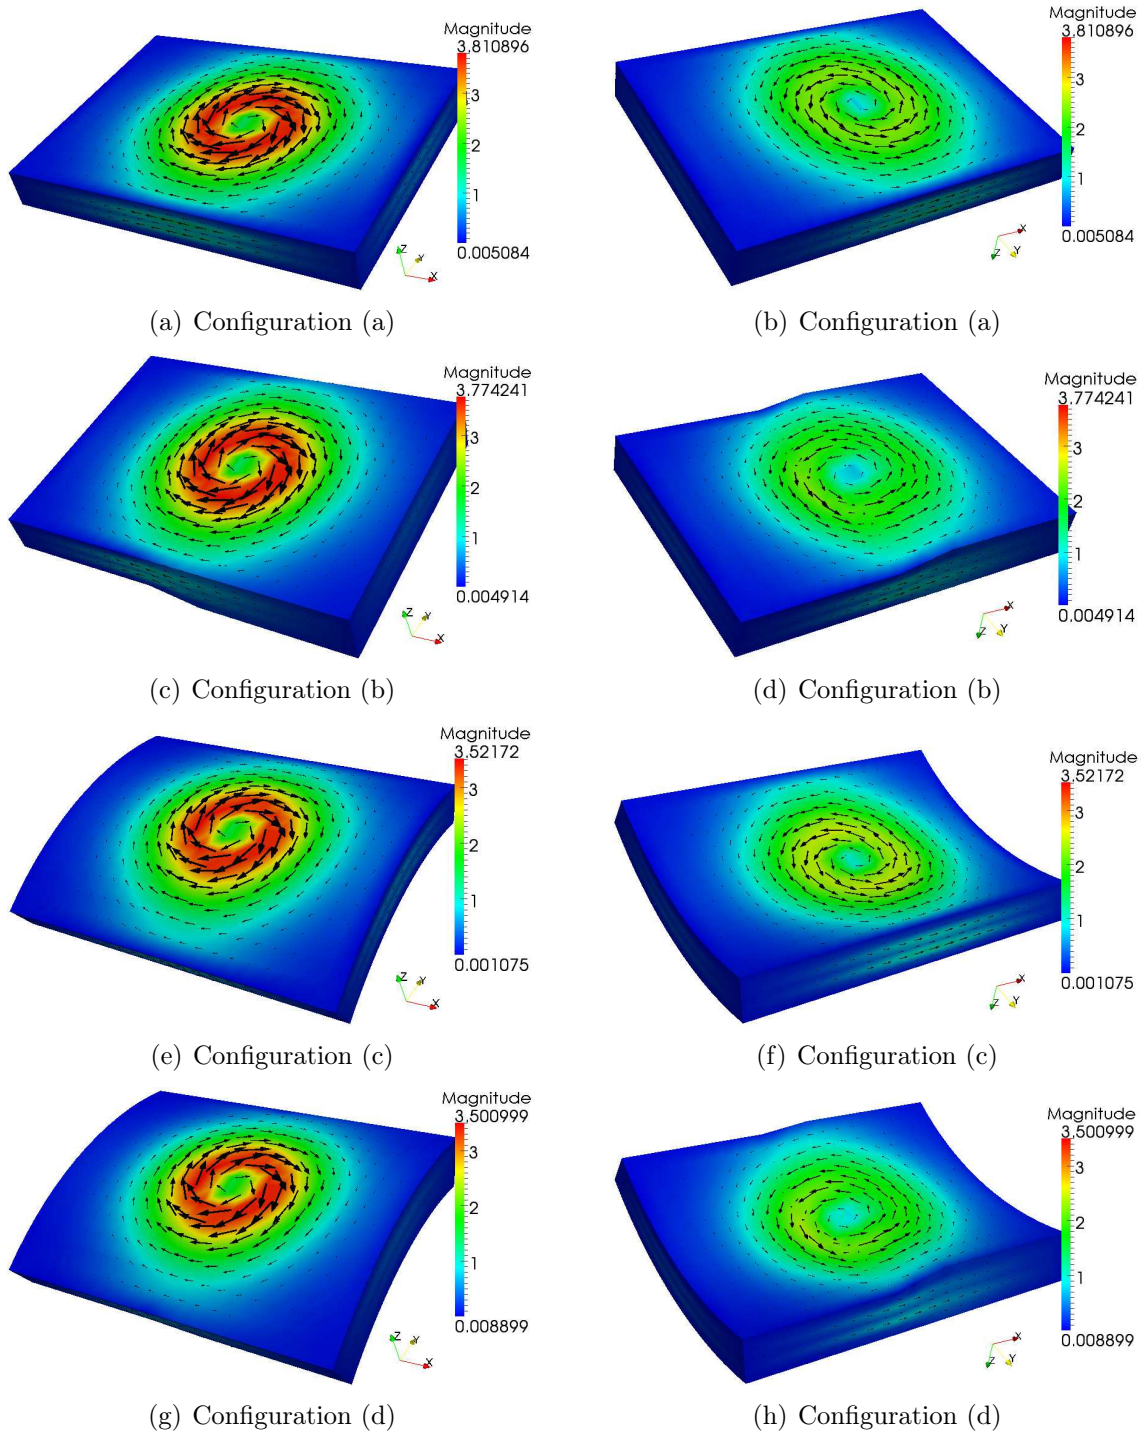 Magnitude
3.810896
3
2
1
0.005084
Z
Y
X
Magnitude
3.810896
3
2
1
0.005084
X
Z
Y
(a) Configuration (a)
(b) Configuration (a)
Magnitude
3.774241
3
2
1
0.004914
Z
Y
X
Magnitude
3.774241
3
2
1
0.004914
X
Z
Y
(c) Configuration (b)
(d) Configuration (b)
Magnitude
3.52172
3
2
1
0.001075
Z
Y
X
Magnitude
3.52172
3
2
1
0.001075
X
Z
Y
(e) Configuration (c)
(f) Configuration (c)
Magnitude
3.500999
3
2
1
0.008899
Z
Y
X
Magnitude
3.500999
3
2
1
0.008899
X
Z
Y
(g) Configuration (d)
(h) Configuration (d)